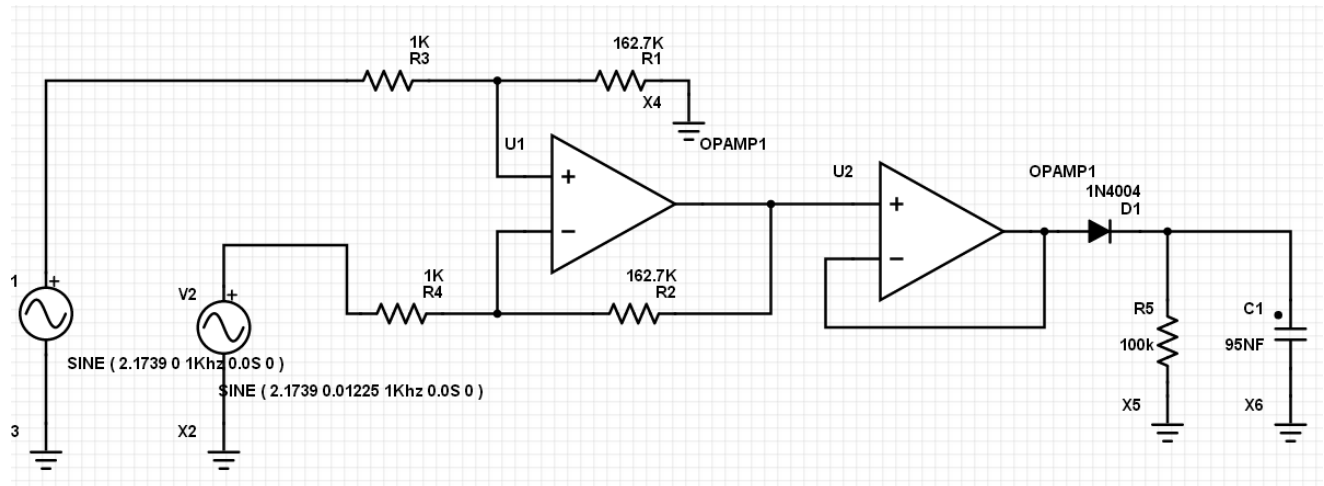 1K
R3
162.7K
R1
X4
U1
OPAMP1
+
−
U2
OPAMP1
1N4004
D1
+
−
1
+
V2
+
1K
R4
162.7K
R2
R5
100k
C1
95NF
SINE ( 2.1739 0 1Khz 0.0S 0 )
SINE ( 2.1739 0.01225 1Khz 0.0S 0 )
3
X2
X5
X6